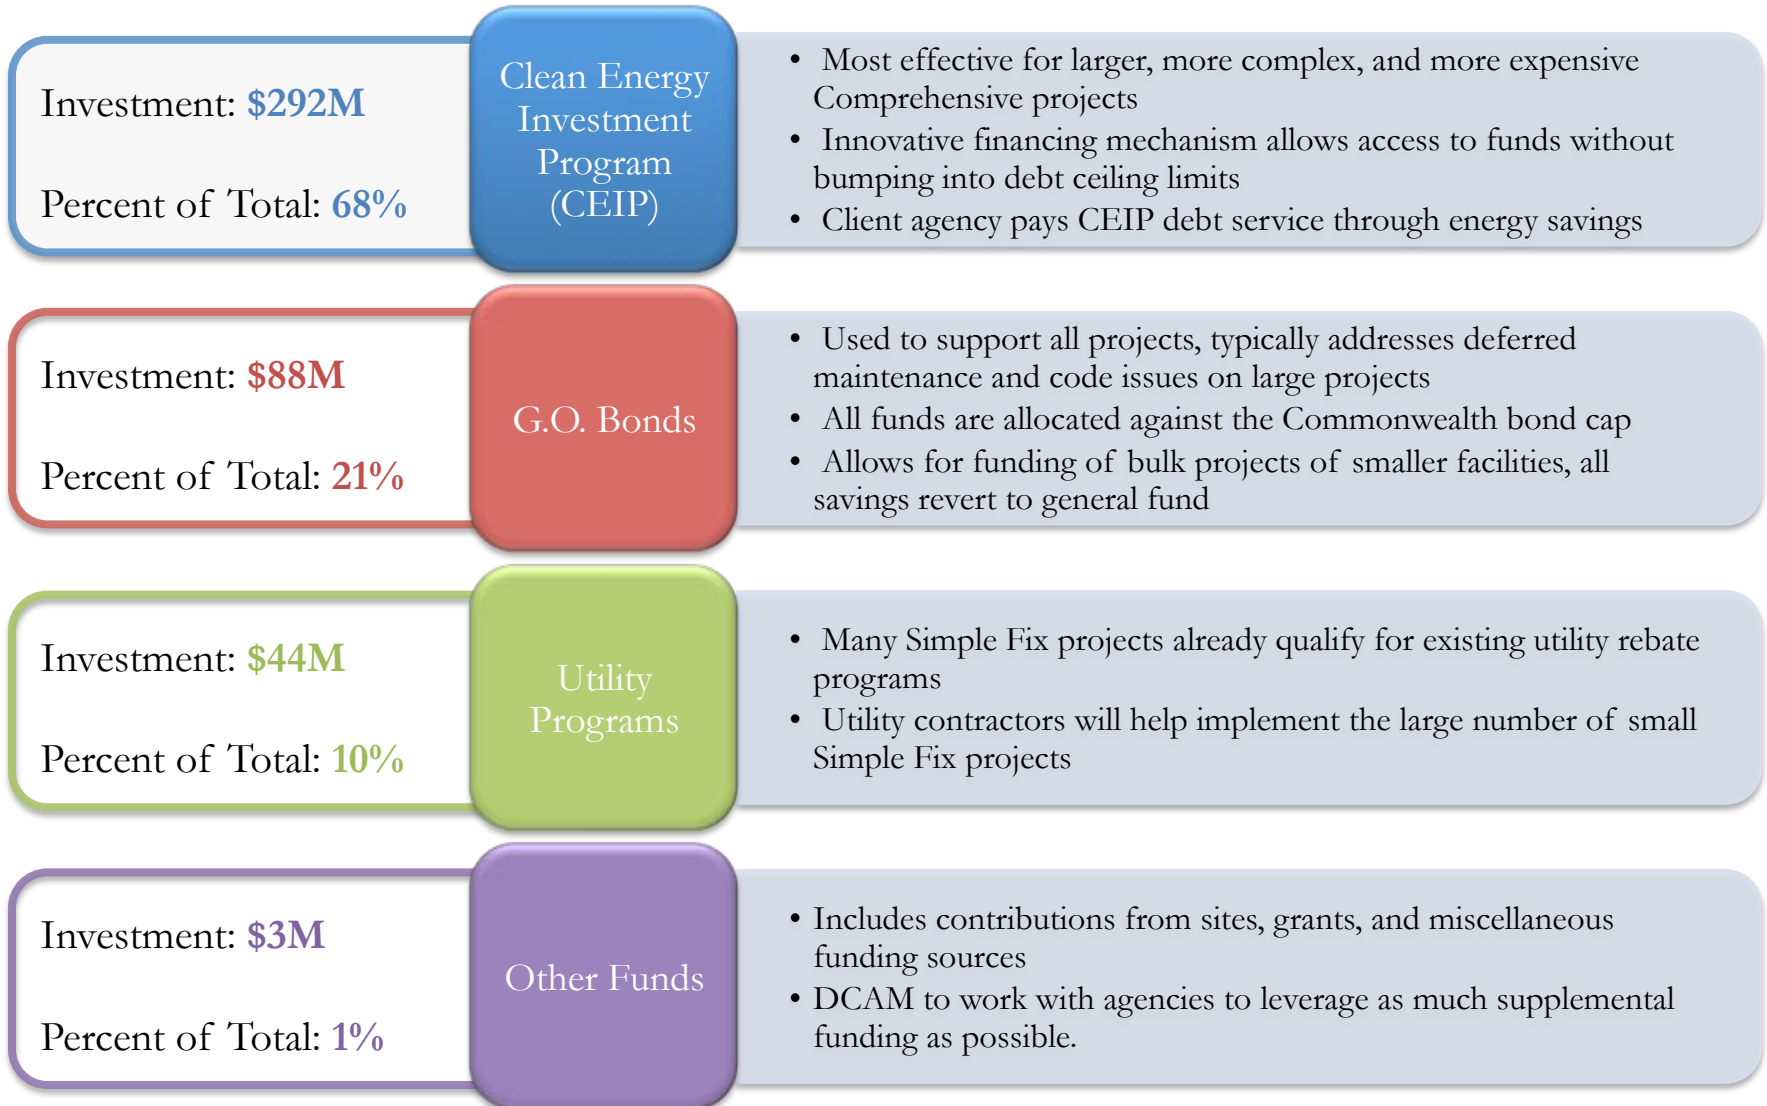 Investment: $292M
Percent of Total: 68%
Clean Energy
Investment
Program
(CEIP)
• Most effective for larger, more complex, and more expensive
Comprehensive projects
• Innovative financing mechanism allows access to funds without
bumping into debt ceiling limits
• Client agency pays CEIP debt service through energy savings
Investment: $88M
Percent of Total: 21%
G.O. Bonds
• Used to support all projects, typically addresses deferred
maintenance and code issues on large projects
• All funds are allocated against the Commonwealth bond cap
• Allows for funding of bulk projects of smaller facilities, all
savings revert to general fund
Investment: $44M
Percent of Total: 10%
Utility
Programs
• Many Simple Fix projects already qualify for existing utility rebate
programs
• Utility contractors will help implement the large number of small
Simple Fix projects
Investment: $3M
Percent of Total: 1%
Other Funds
• Includes contributions from sites, grants, and miscellaneous
funding sources
• DCAM to work with agencies to leverage as much supplemental
funding as possible.